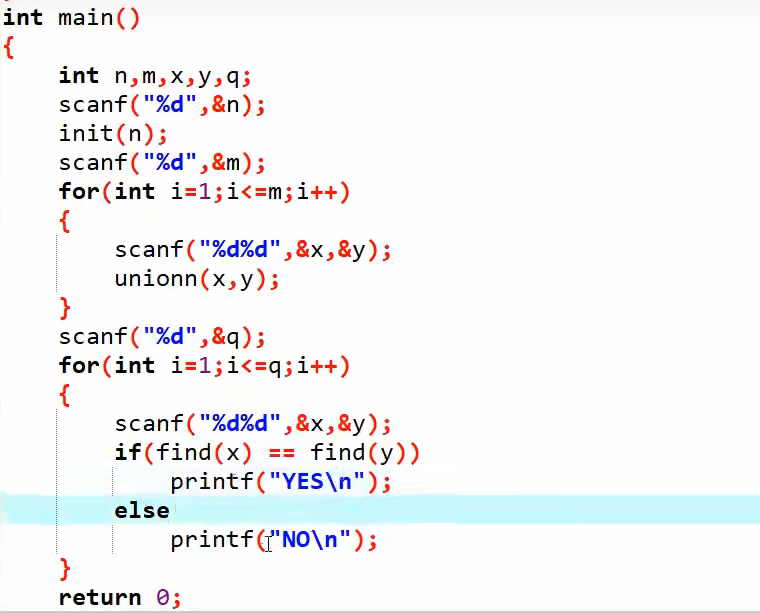 int main()
{
    int n,m,x,y,q;
    scanf("%d",&n);
    init(n);
    scanf("%d",&m);
    for(int i=1;i<=m;i++)
    {
        scanf("%d%d",&x,&y);
        unionn(x,y);
    }
    scanf("%d",&q);
    for(int i=1;i<=q;i++)
    {
        scanf("%d%d",&x,&y);
        if(find(x) == find(y))
            printf("YES\n");
        else
            printf("NO\n");
    }
    return 0;